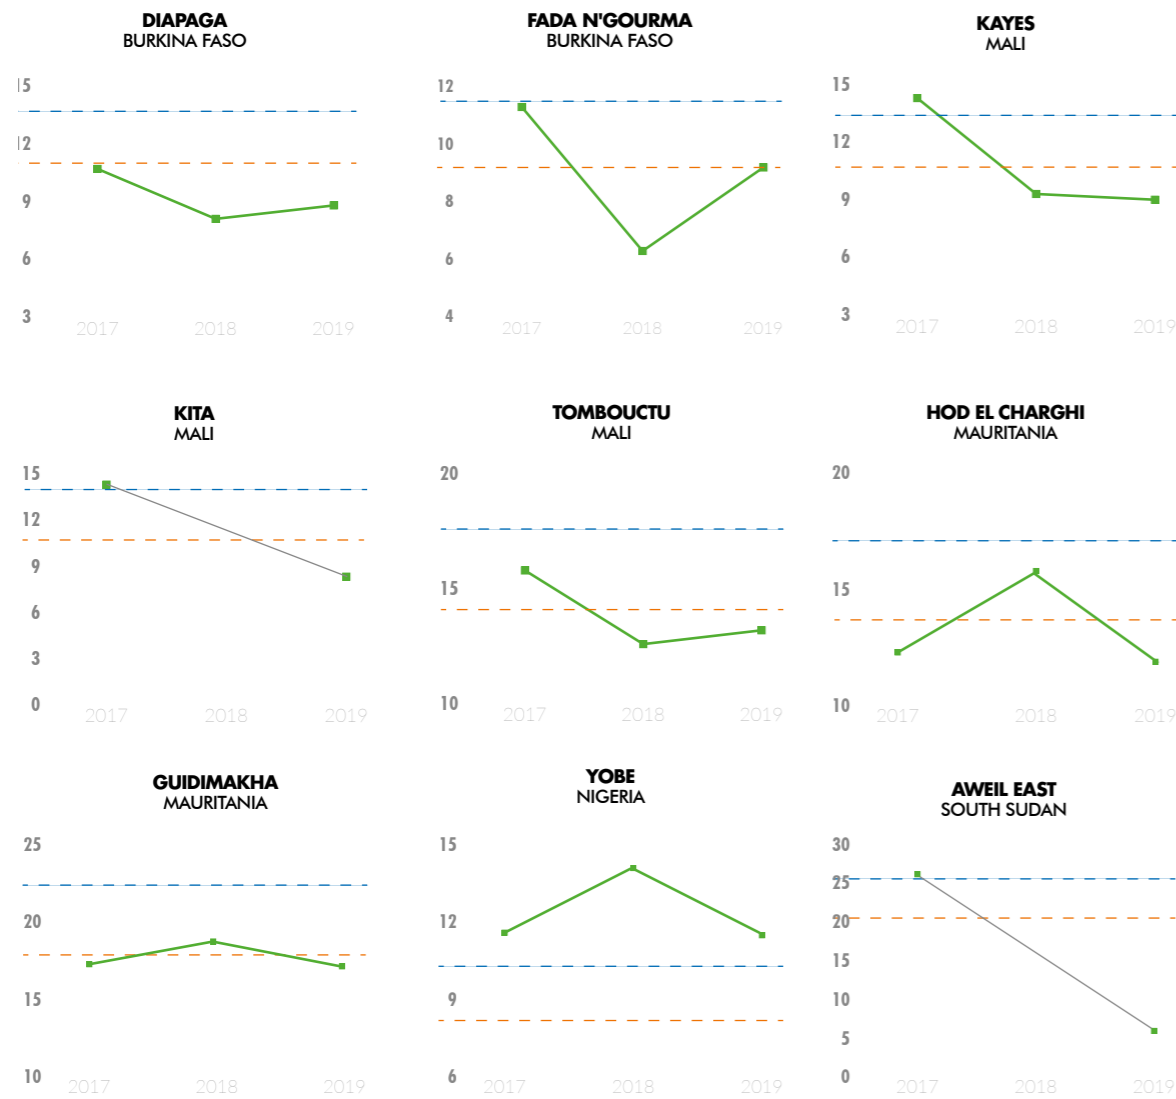 DIAPAGA
BURKINA FASO
15
12
9
6
3
2017 2018 2019
FADA N'GOURMA
BURKINA FASO
12
10
8
6
4
2017 2018 2019
KAYES
MALI
15
12
9
6
3
2017 2018 2019
KITA
MALI
15
12
9
6
3
0
2017 2018 2019
TOMBOUCTU
MALI
20
15
10
2017 2018 2019
HOD EL CHARGHI
MAURITANIA
20
15
10
2017 2018 2019
GUIDIMAKHA
MAURITANIA
25
20
15
10
2017 2018 2019
YOBE
NIGERIA
15
12
9
6
2017 2018 2019
AWEIL EAST
SOUTH SUDAN
30
25
20
15
10
5
0
2017 2018 2019